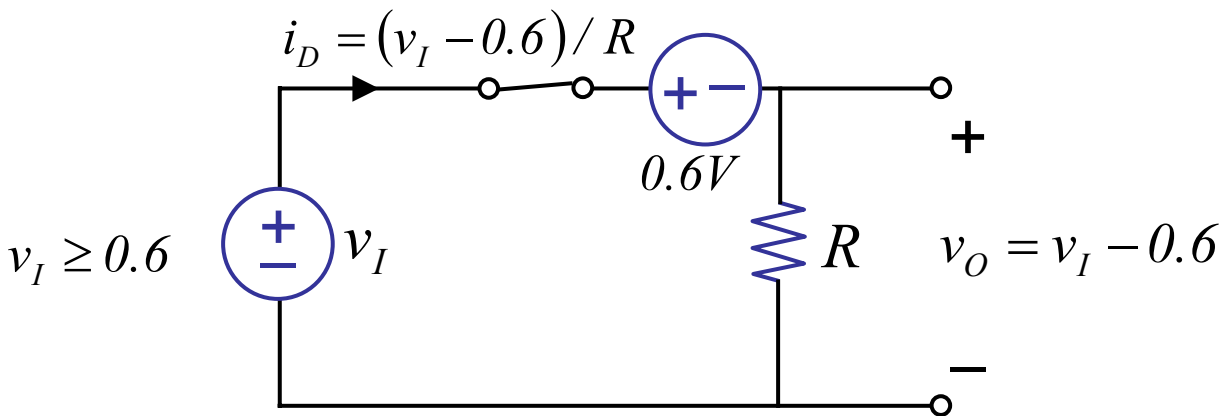 i_D = (v_I − 0.6) / R
+ −
0.6V
+
v_I ≥ 0.6
+
−
v_I
R
v_O = v_I − 0.6
−